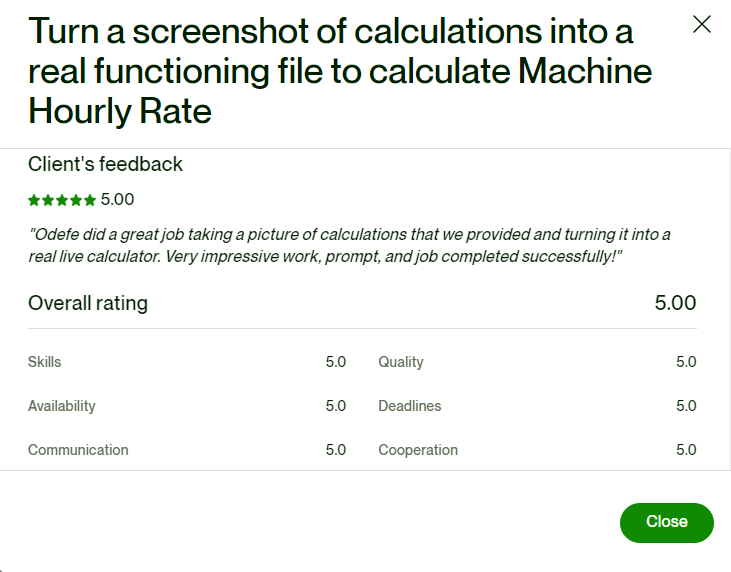 Turn a screenshot of calculations into a
real functioning file to calculate Machine
Hourly Rate
Client's feedback
5.00
"Odefe did a great job taking a picture of calculations that we provided and turning it into a
real live calculator. Very impressive work, prompt, and job completed successfully!"
Overall rating 5.00
Skills 5.0 Quality 5.0
Availability 5.0 Deadlines 5.0
Communication 5.0 Cooperation 5.0
Close